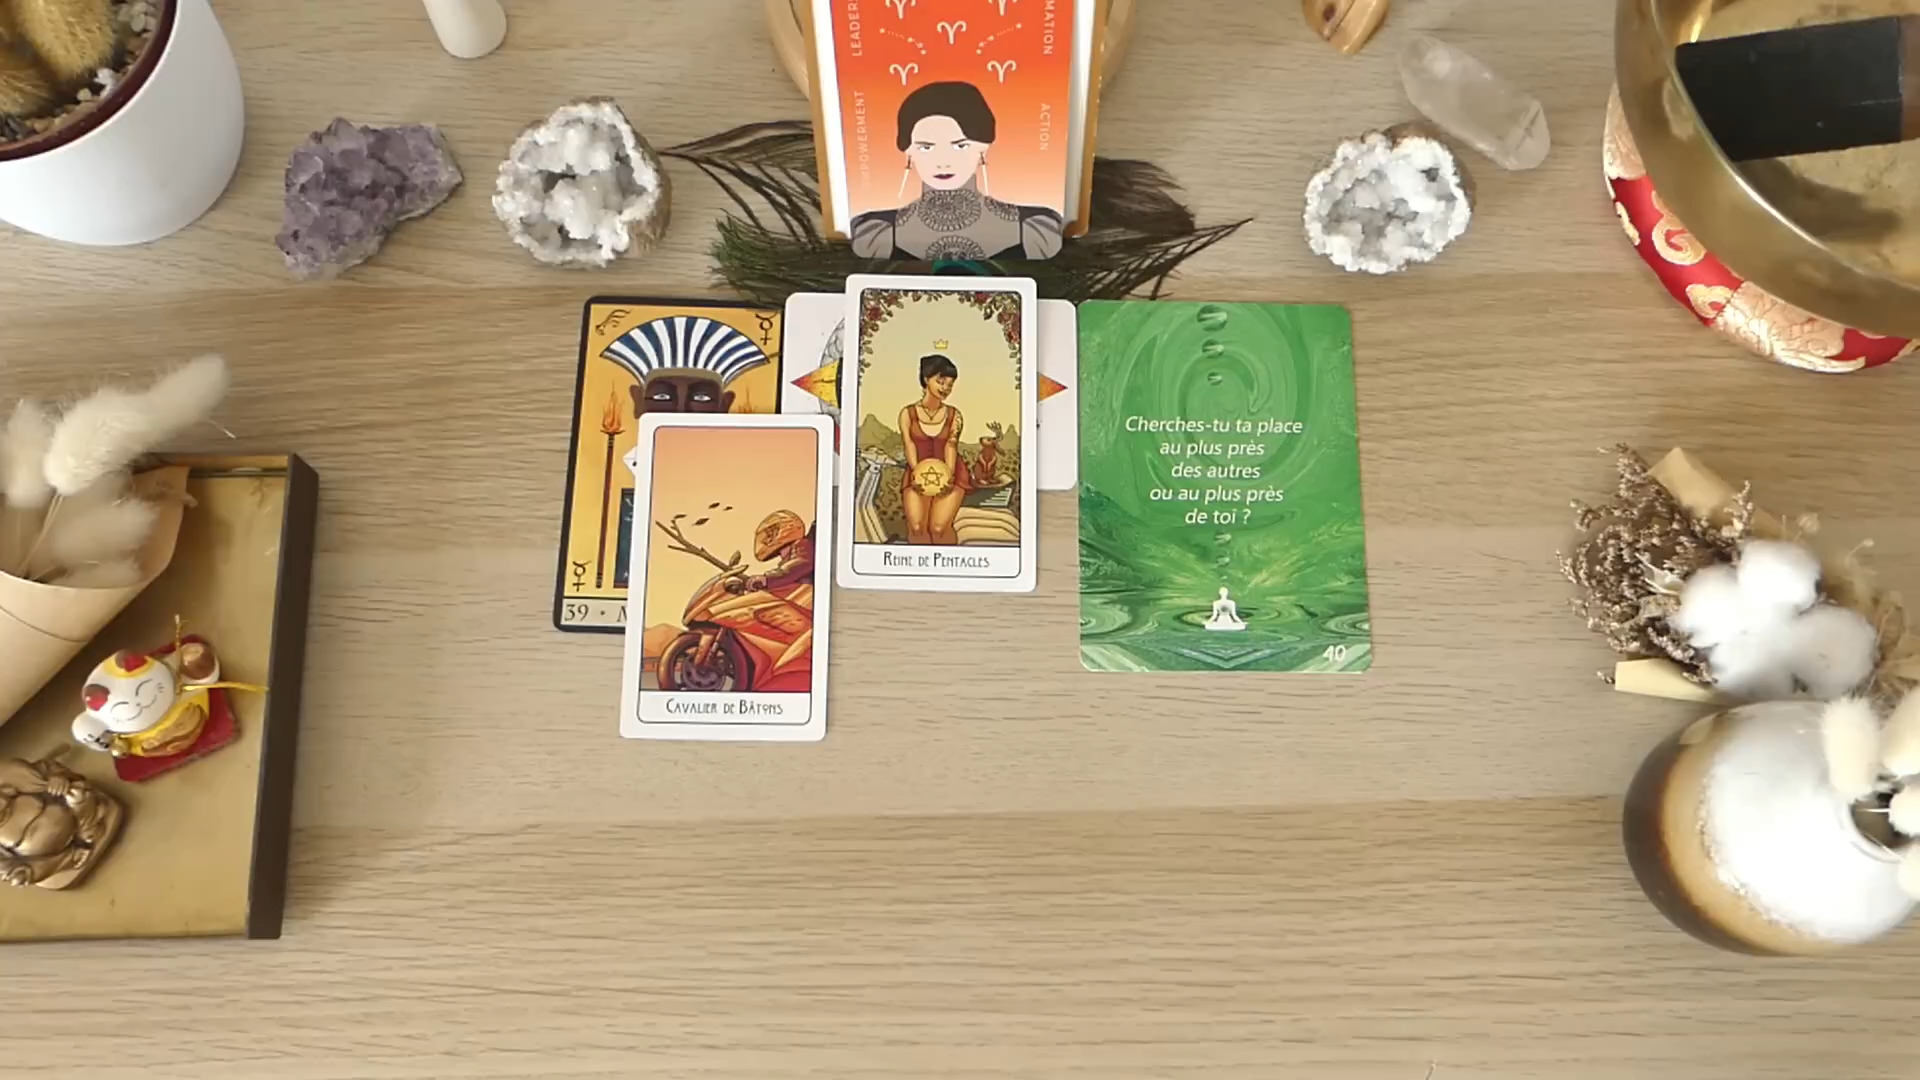 LEADER
MATION
EMPOWERMENT
ACTION
REINE DE PENTACLES
39 •
CAVALIER DE BÂTONS
Cherches-tu ta place
au plus près
des autres
ou au plus près
de toi ?
40